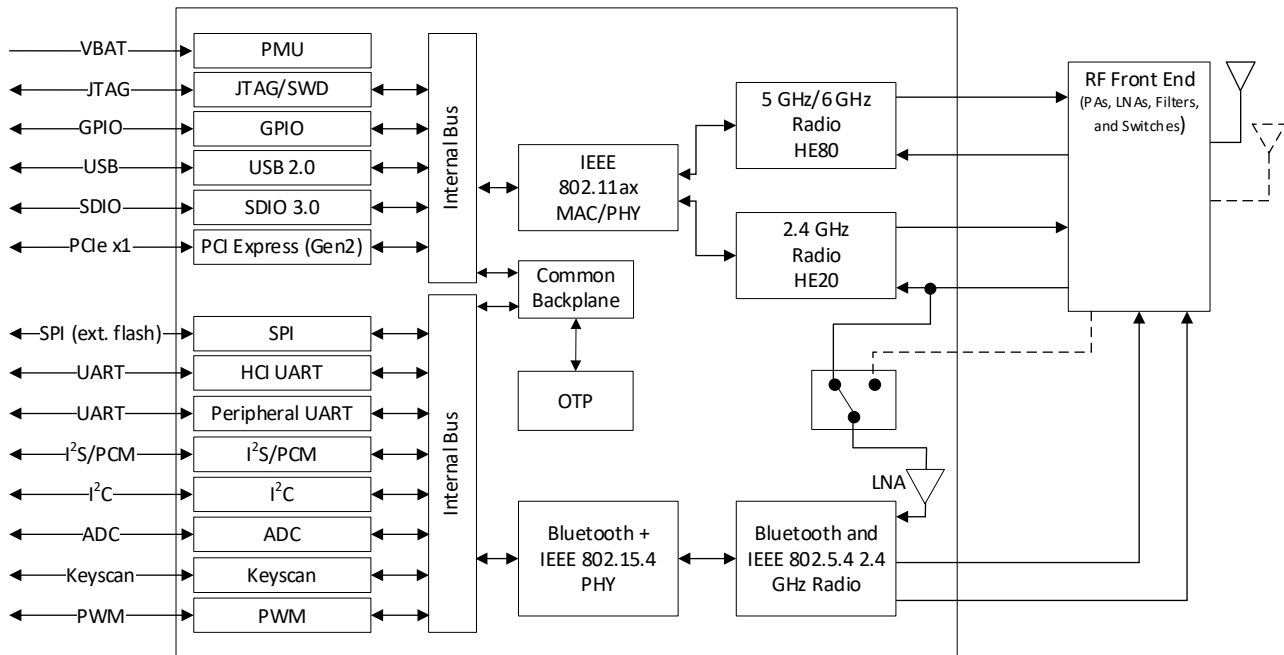 VBAT
PMU
JTAG
JTAG/SWD
GPIO
GPIO
USB
USB 2.0
SDIO
SDIO 3.0
PCIe x1
PCI Express (Gen2)
Internal Bus
IEEE
802.11ax
MAC/PHY
5 GHz/6 GHz
Radio
HE80
2.4 GHz
Radio
HE20
RF Front End
(PAs, LNAs, Filters,
and Switches)
Common
Backplane
OTP
SPI (ext. flash)
SPI
UART
HCI UART
UART
Peripheral UART
I²S/PCM
I²S/PCM
I²C
I²C
ADC
ADC
Keyscan
Keyscan
PWM
PWM
Internal Bus
LNA
Bluetooth +
IEEE 802.15.4
PHY
Bluetooth and
IEEE 802.5.4 2.4
GHz Radio